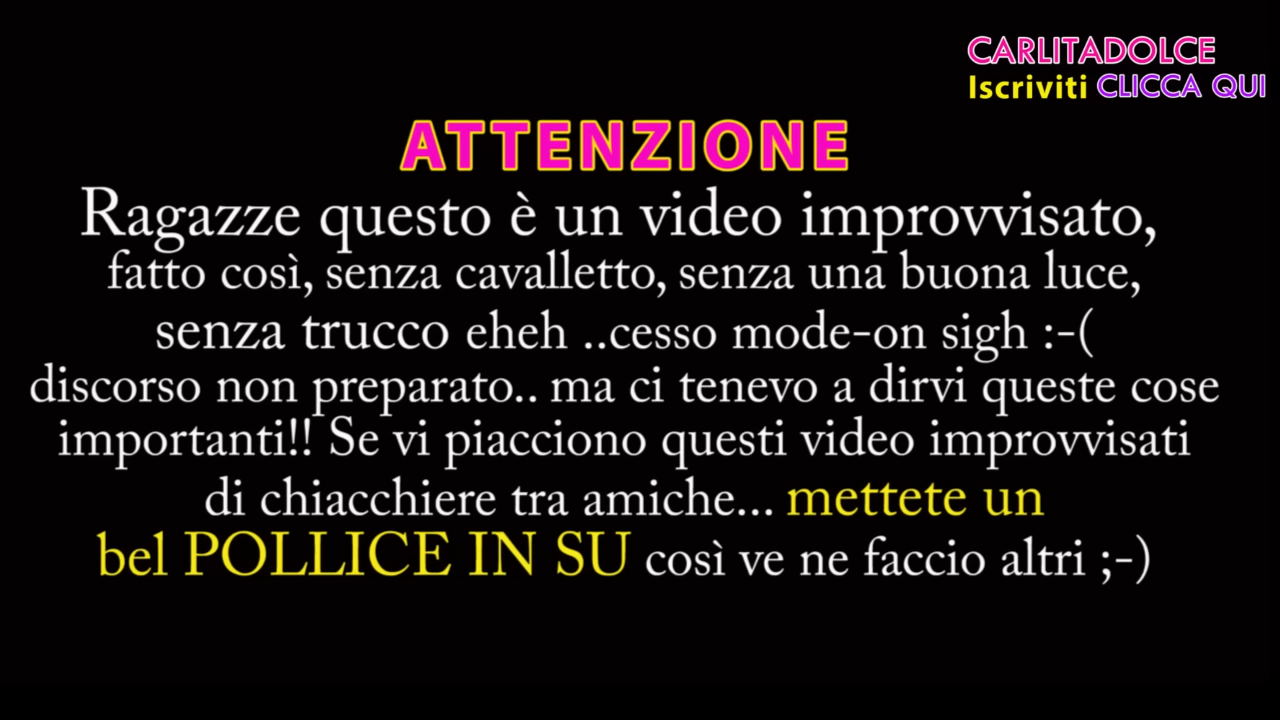 CARLITADOLCE
Iscriviti CLICCA QUI
ATTENZIONE
Ragazze questo è un video improvvisato,
fatto così, senza cavalletto, senza una buona luce,
senza trucco eheh ..cesso mode-on sigh :-(
discorso non preparato.. ma ci tenevo a dirvi queste cose
importanti!! Se vi piacciono questi video improvvisati
di chiacchiere tra amiche... mettete un
bel POLLICE IN SU così ve ne faccio altri ;-)